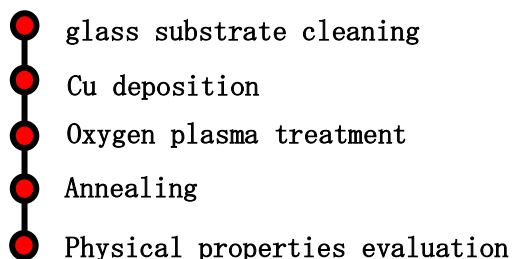 glass substrate cleaning
Cu deposition
Oxygen plasma treatment
Annealing
Physical properties evaluation